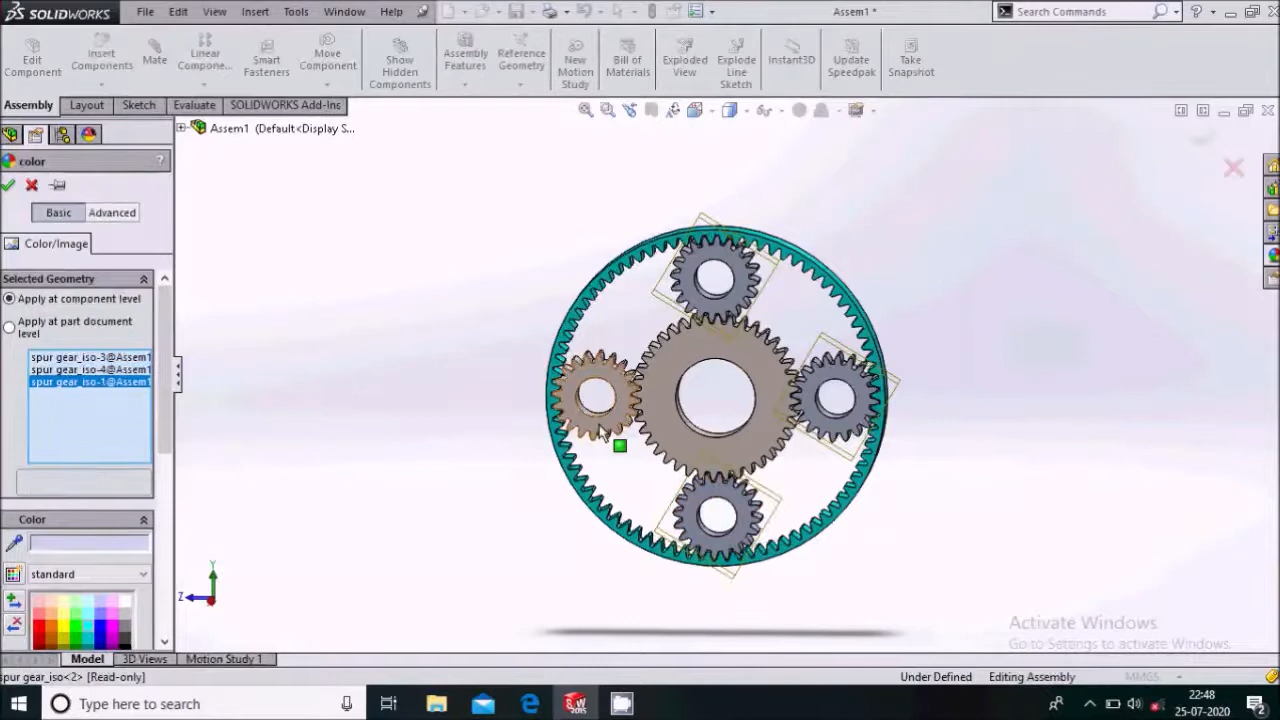 SOLIDWORKS File Edit View Insert Tools Window Help Assem1 * Search Commands
Edit Component
Insert Components
Mate
Linear Compone...
Smart Fasteners
Move Component
Show Hidden Components
Assembly Features
Reference Geometry
New Motion Study
Bill of Materials
Exploded View
Explode Line Sketch
Instant3D
Update Speedpak
Take Snapshot
Assembly Layout Sketch Evaluate SOLIDWORKS Add-Ins
Assem1 (Default<Display S...
color ?
Basic Advanced
Color/Image
Selected Geometry
Apply at component level
Apply at part document level
spur gear_iso-3@Assem1
spur gear_iso-4@Assem1
spur gear_iso-1@Assem1
Color
standard
Y
Z
Activate Windows
Go to Settings to activate Windows.
Model 3D Views Motion Study 1
spur gear_iso<2> [Read-only] Under Defined Editing Assembly MMGS
Type here to search
SW
2015
22:48
25-07-2020
2